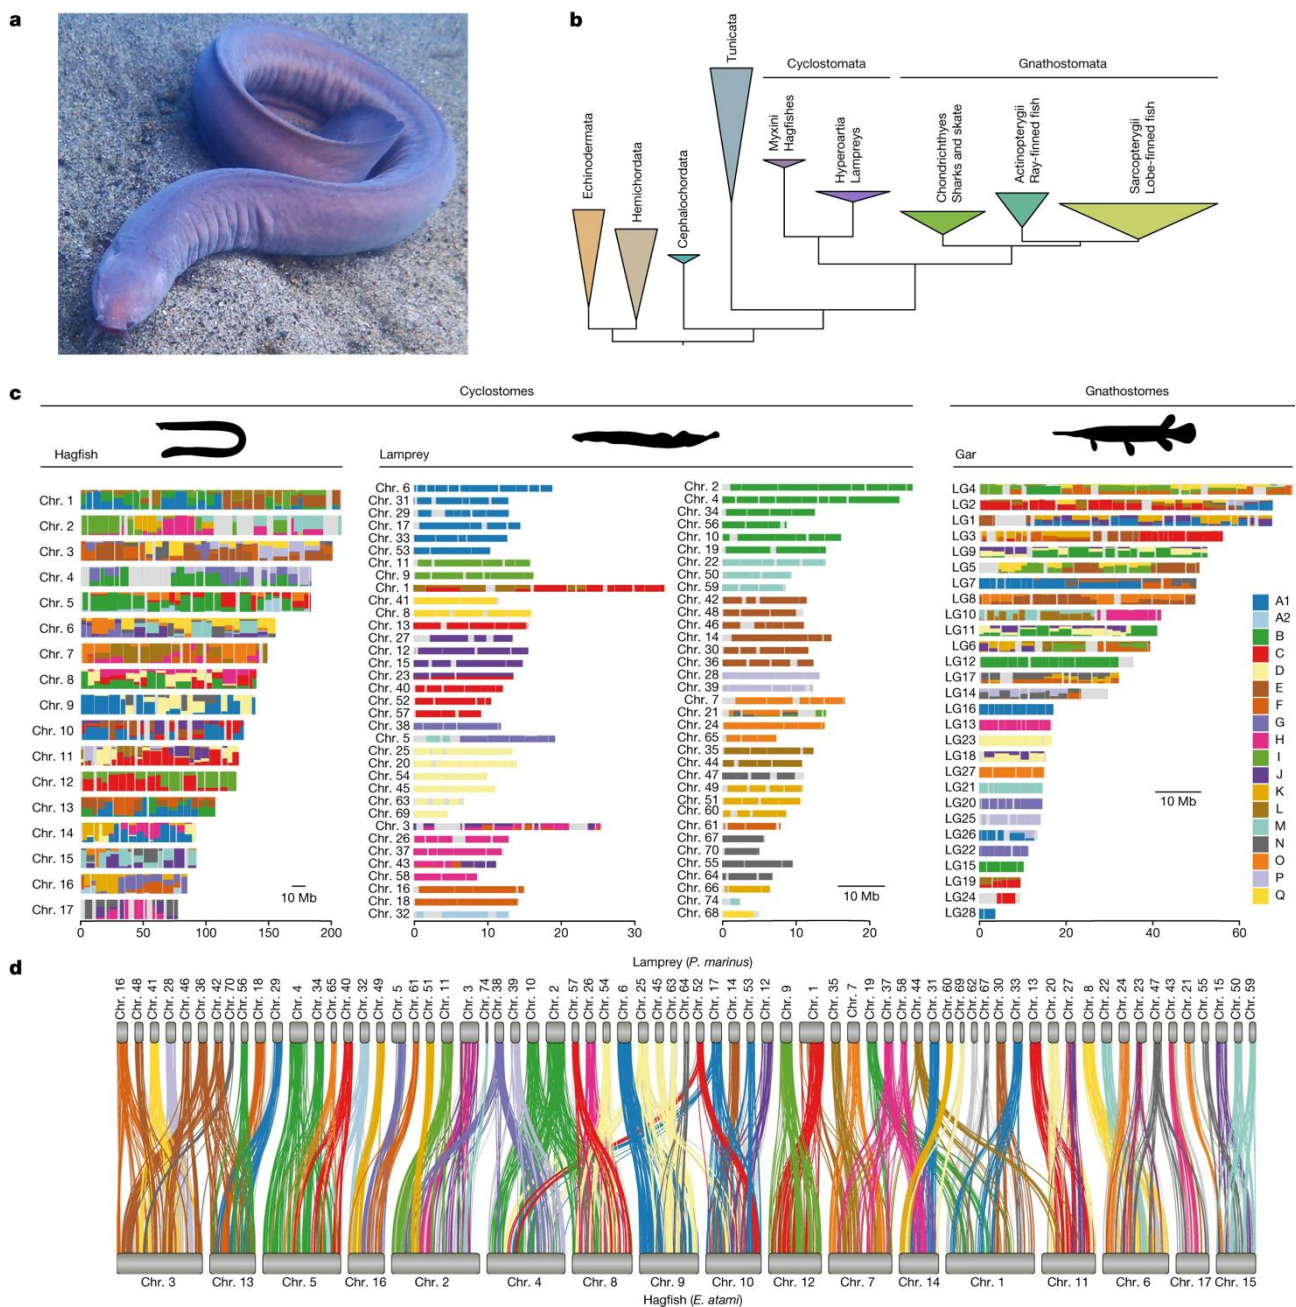 a
b
Echinodermata
Hemichordata
Cephalochordata
Tunicata
Cyclostomata
Myxini
Hagfishes
Hyperoartia
Lampreys
Gnathostomata
Chondrichthyes
Sharks and skate
Actinopterygii
Ray-finned fish
Sarcopterygii
Lobe-finned fish
c
Cyclostomes
Gnathostomes
Hagfish
Chr. 1
Chr. 2
Chr. 3
Chr. 4
Chr. 5
Chr. 6
Chr. 7
Chr. 8
Chr. 9
Chr. 10
Chr. 11
Chr. 12
Chr. 13
Chr. 14
Chr. 15
Chr. 16
Chr. 17
10 Mb
0 50 100 150 200
Lamprey
Chr. 6
Chr. 31
Chr. 29
Chr. 17
Chr. 33
Chr. 53
Chr. 11
Chr. 9
Chr. 1
Chr. 41
Chr. 8
Chr. 13
Chr. 27
Chr. 12
Chr. 15
Chr. 23
Chr. 40
Chr. 52
Chr. 57
Chr. 38
Chr. 5
Chr. 25
Chr. 20
Chr. 54
Chr. 45
Chr. 63
Chr. 69
Chr. 3
Chr. 26
Chr. 37
Chr. 43
Chr. 58
Chr. 16
Chr. 18
Chr. 32
0 10 20 30
Chr. 2
Chr. 4
Chr. 34
Chr. 56
Chr. 10
Chr. 19
Chr. 22
Chr. 50
Chr. 59
Chr. 42
Chr. 48
Chr. 46
Chr. 14
Chr. 30
Chr. 36
Chr. 28
Chr. 39
Chr. 7
Chr. 21
Chr. 24
Chr. 65
Chr. 35
Chr. 44
Chr. 47
Chr. 49
Chr. 51
Chr. 60
Chr. 61
Chr. 67
Chr. 70
Chr. 55
Chr. 64
Chr. 66
Chr. 74
Chr. 68
10 Mb
0 10 20
Gar
LG4
LG2
LG1
LG3
LG9
LG5
LG7
LG8
LG10
LG11
LG6
LG12
LG17
LG14
LG16
LG13
LG23
LG18
LG27
LG21
LG20
LG25
LG26
LG22
LG15
LG19
LG24
LG28
10 Mb
0 20 40 60
A1
A2
B
C
D
E
F
G
H
I
J
K
L
M
N
O
P
Q
d
Lamprey (P. marinus)
Chr. 16
Chr. 48
Chr. 41
Chr. 28
Chr. 46
Chr. 36
Chr. 42
Chr. 70
Chr. 56
Chr. 18
Chr. 29
Chr. 4
Chr. 34
Chr. 65
Chr. 40
Chr. 32
Chr. 49
Chr. 5
Chr. 61
Chr. 51
Chr. 11
Chr. 3
Chr. 74
Chr. 38
Chr. 39
Chr. 10
Chr. 2
Chr. 57
Chr. 26
Chr. 54
Chr. 6
Chr. 25
Chr. 45
Chr. 63
Chr. 64
Chr. 52
Chr. 17
Chr. 14
Chr. 53
Chr. 12
Chr. 9
Chr. 1
Chr. 35
Chr. 7
Chr. 19
Chr. 37
Chr. 58
Chr. 44
Chr. 31
Chr. 60
Chr. 69
Chr. 62
Chr. 67
Chr. 30
Chr. 33
Chr. 13
Chr. 20
Chr. 27
Chr. 8
Chr. 22
Chr. 24
Chr. 23
Chr. 47
Chr. 43
Chr. 21
Chr. 55
Chr. 15
Chr. 50
Chr. 59
Chr. 3
Chr. 13
Chr. 5
Chr. 16
Chr. 2
Chr. 4
Chr. 8
Chr. 9
Chr. 10
Chr. 12
Chr. 7
Chr. 14
Chr. 1
Chr. 11
Chr. 6
Chr. 17
Chr. 15
Hagfish (E. atami)